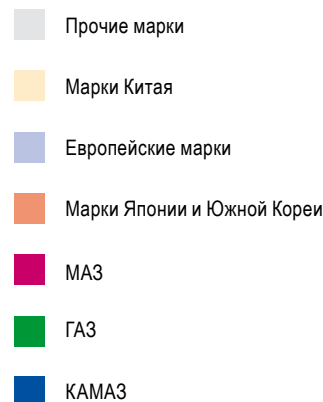 Прочие марки
Марки Китая
Европейские марки
Марки Японии и Южной Кореи
МАЗ
ГАЗ
КАМАЗ